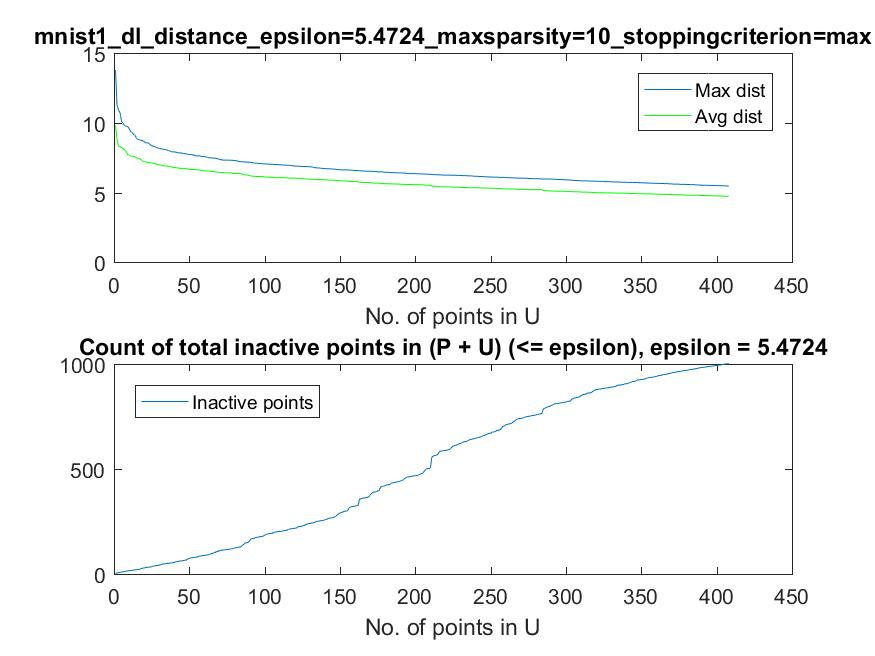 mnist1_dl_distance_epsilon=5.4724_maxsparsity=10_stoppingcriterion=max
15
Max dist
Avg dist
10
5
0
0 50 100 150 200 250 300 350 400 450
No. of points in U
Count of total inactive points in (P + U) (<= epsilon), epsilon = 5.4724
1000
Inactive points
500
0
0 50 100 150 200 250 300 350 400 450
No. of points in U